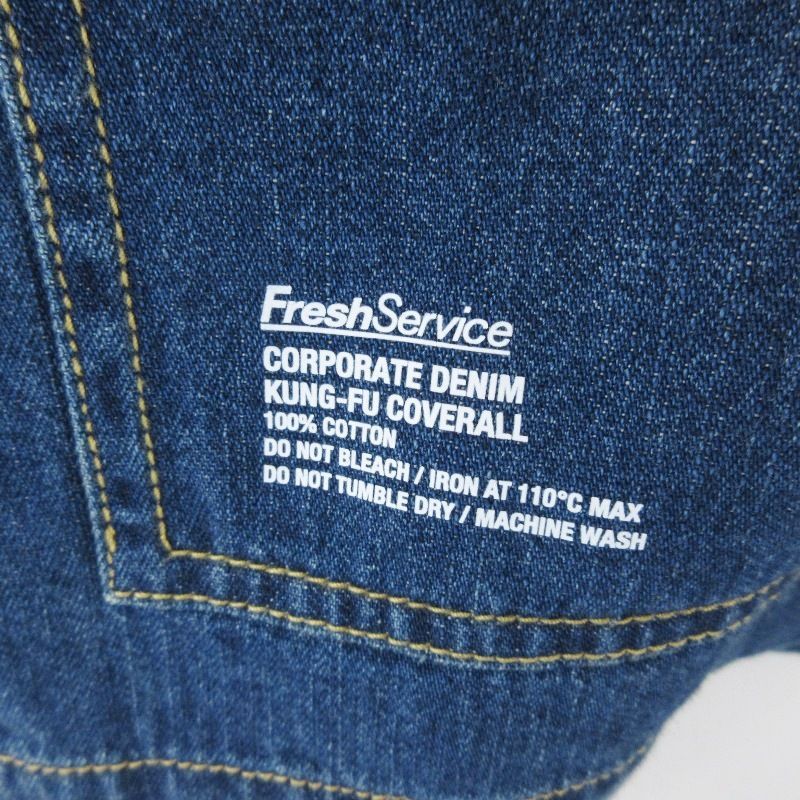 FreshService
CORPORATE DENIM
KUNG-FU COVERALL
100% COTTON
DO NOT BLEACH / IRON AT 110°C MAX
DO NOT TUMBLE DRY / MACHINE WASH